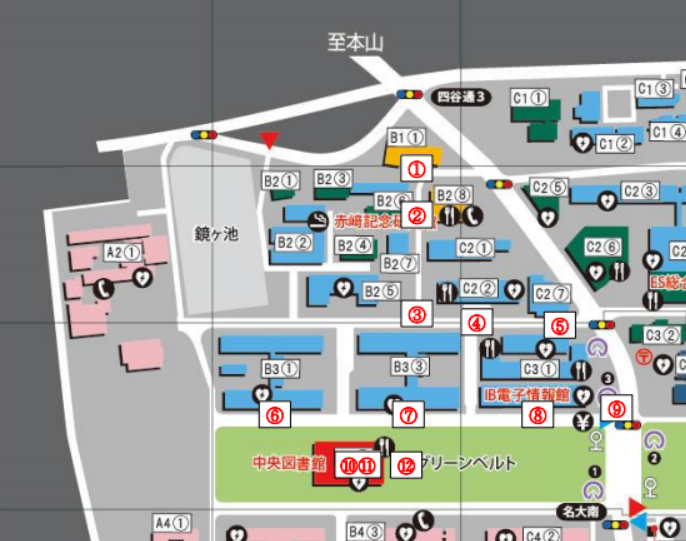 至本山
四谷通3
C1③
C1①
C1②
C1④
B1①
①
B2①
B2③
B2⑧
C2⑤
C2③
②
赤﨑記念研
鏡ヶ池
B2②
B2④
C2①
C2⑥
A2①
B2⑦
B2⑤
C2②
C2⑦
ES総合
③
④
⑤
C3②
B3①
B3③
C3①
〒
3
IB電子情報館
⑥
⑦
⑧
⑨
¥
中央図書館
⑩⑪
⑫
グリーンベルト
1
2
名大南
A4①
B4③
C4②